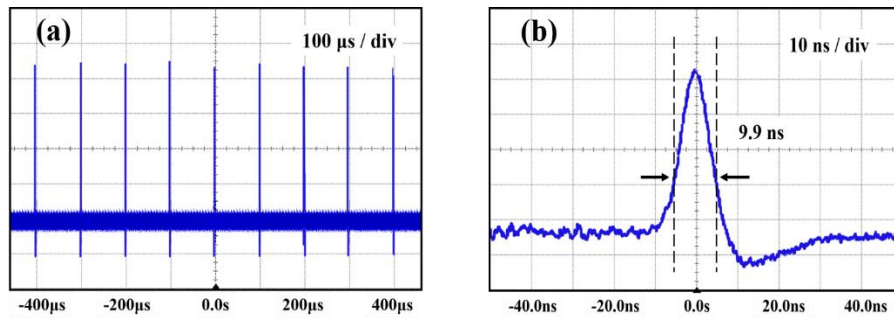 (a)
100 μs / div
-400μs -200μs 0.0s 200μs 400μs
(b)
10 ns / div
9.9 ns
-40.0ns -20.0ns 0.0s 20.0ns 40.0ns